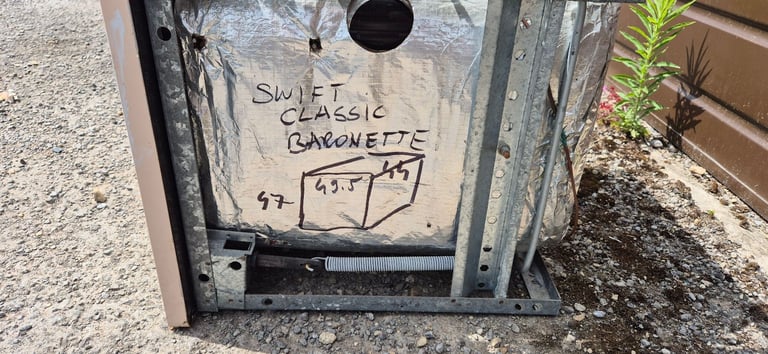 SWIFT
CLASSIC
BARONETTE
47 49.5 44